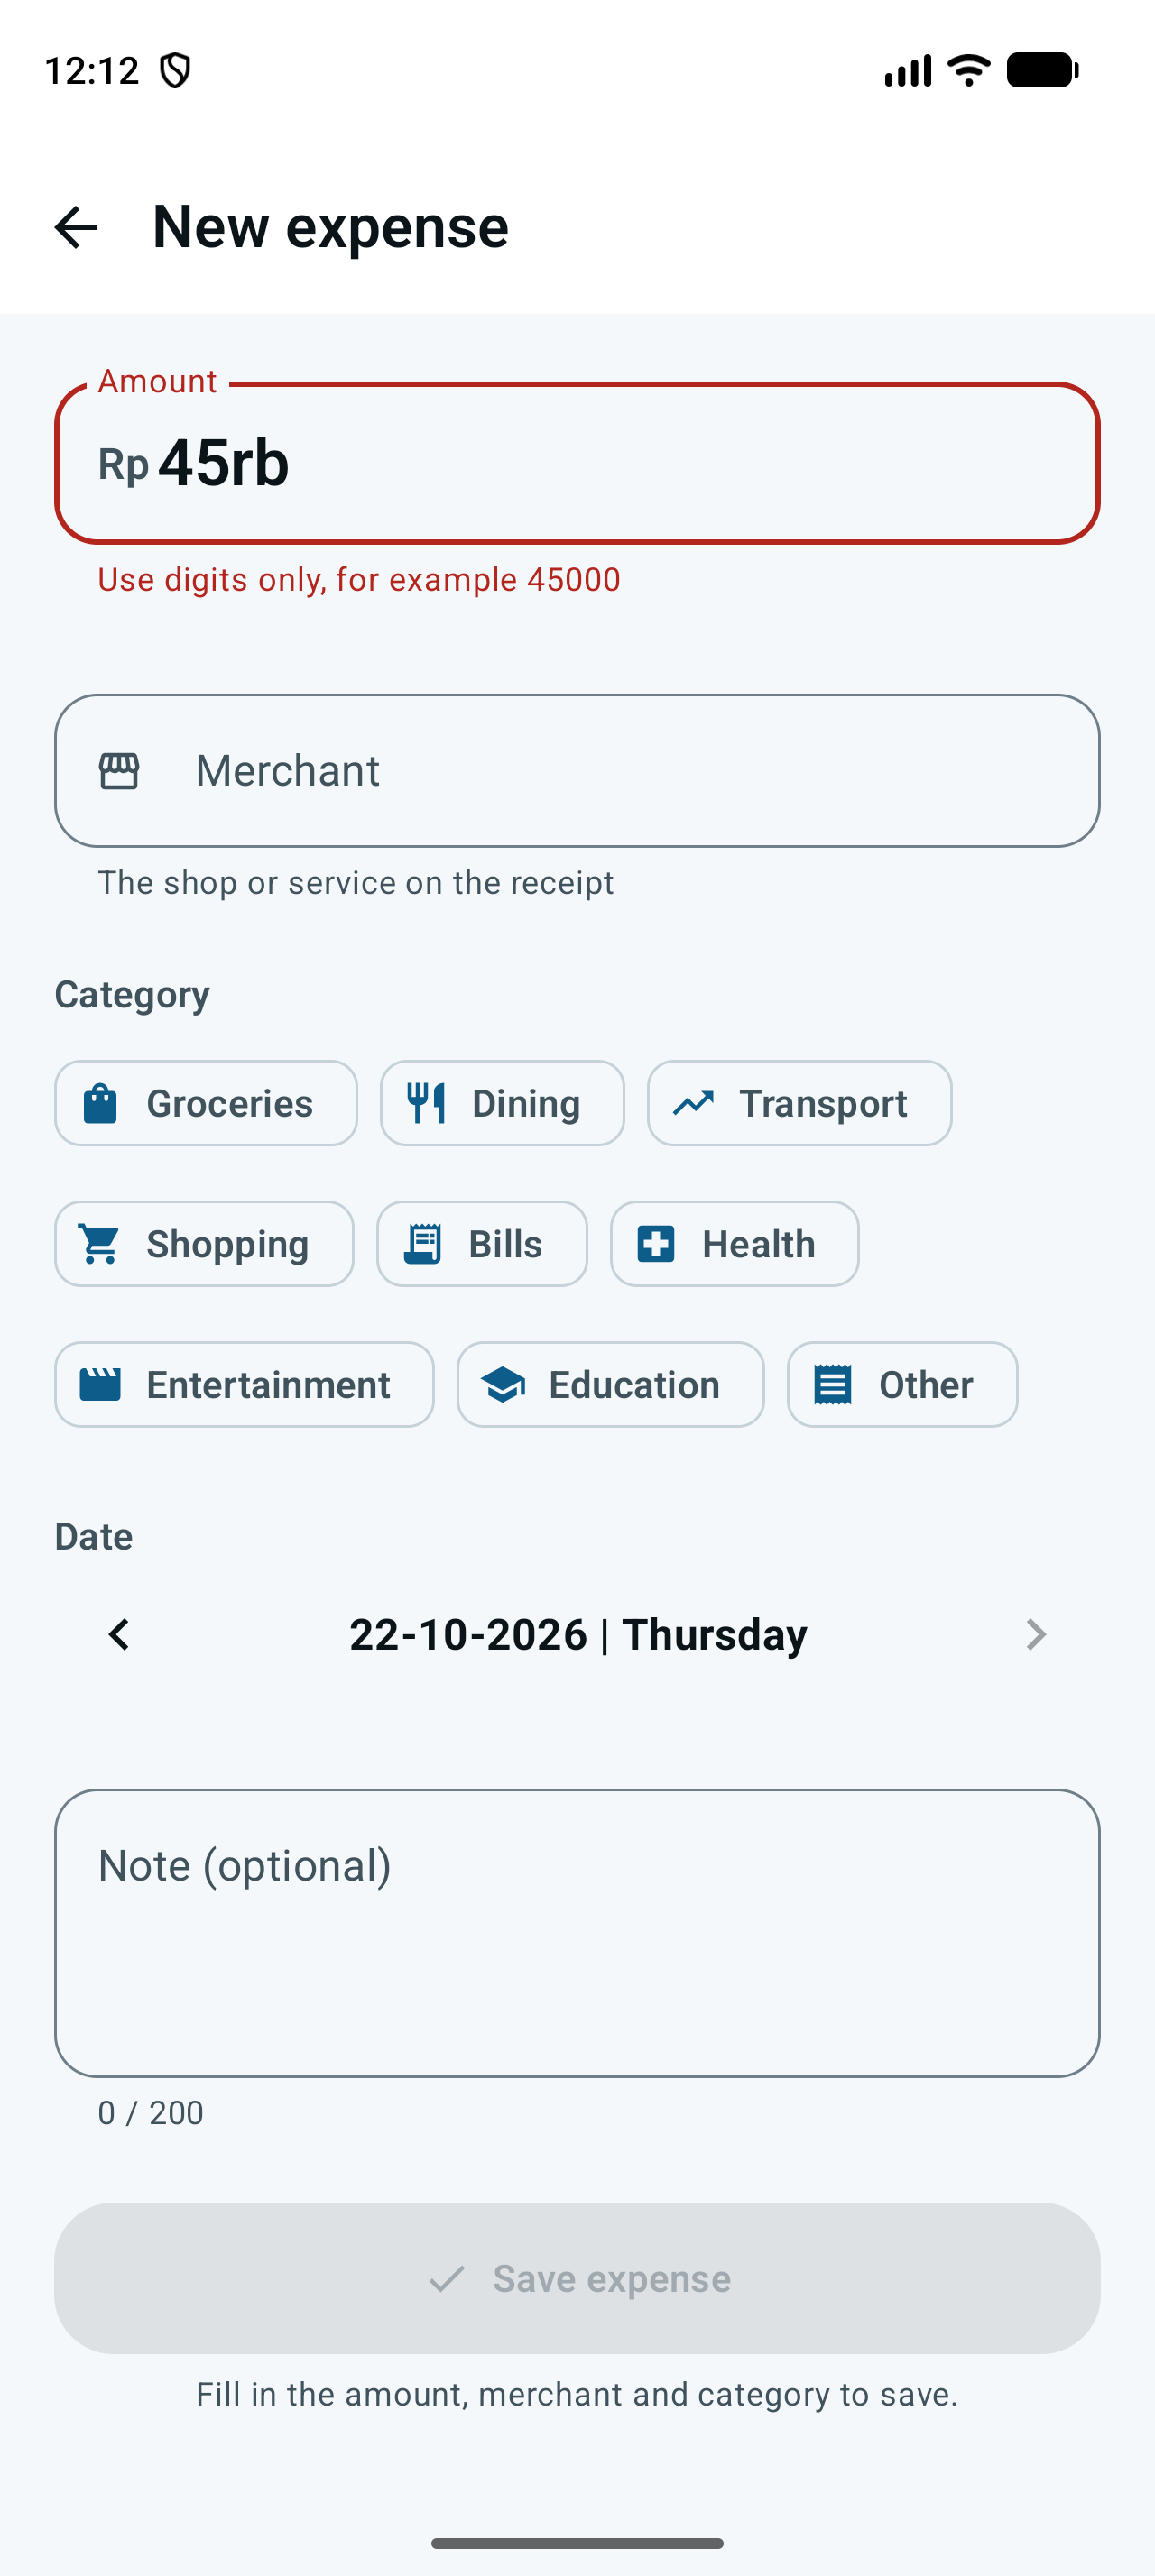 12:12
New expense
Amount
Rp 45rb
Use digits only, for example 45000
Merchant
The shop or service on the receipt
Category
Groceries Dining Transport
Shopping Bills Health
Entertainment Education Other
Date
22-10-2026 | Thursday
Note (optional)
0 / 200
Save expense
Fill in the amount, merchant and category to save.